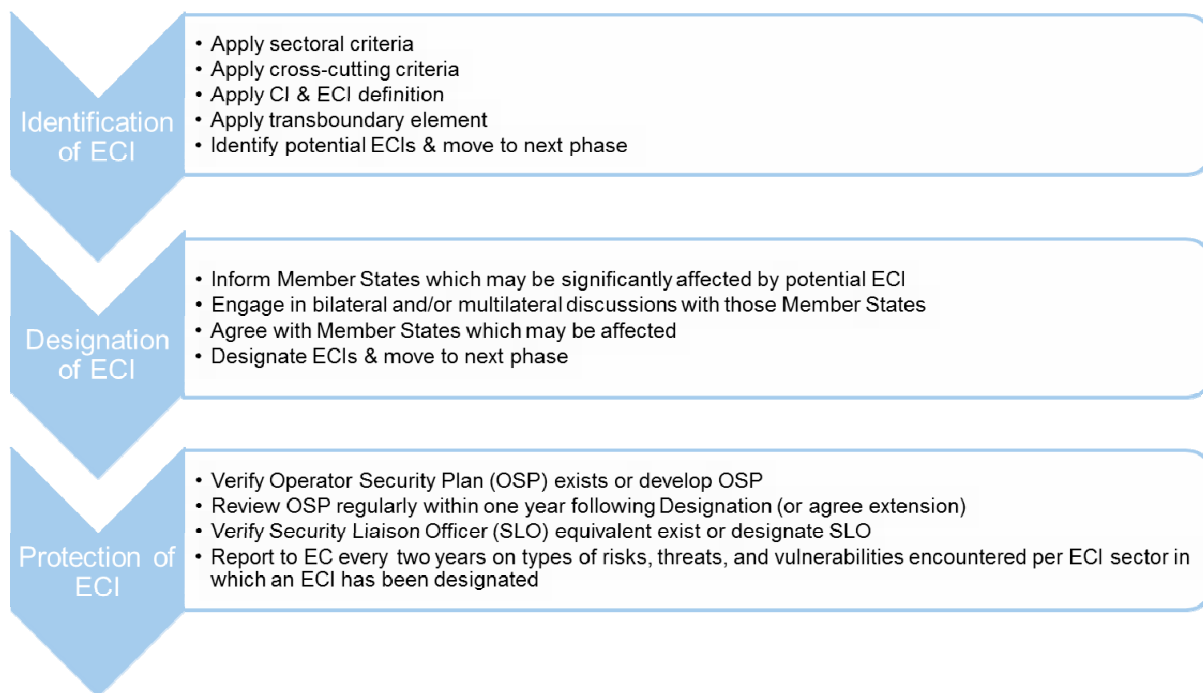 Identification
of ECI
• Apply sectoral criteria
• Apply cross-cutting criteria
• Apply CI & ECI definition
• Apply transboundary element
• Identify potential ECIs & move to next phase
Designation
of ECI
• Inform Member States which may be significantly affected by potential ECI
• Engage in bilateral and/or multilateral discussions with those Member States
• Agree with Member States which may be affected
• Designate ECIs & move to next phase
Protection of
ECI
• Verify Operator Security Plan (OSP) exists or develop OSP
• Review OSP regularly within one year following Designation (or agree extension)
• Verify Security Liaison Officer (SLO) equivalent exist or designate SLO
• Report to EC every two years on types of risks, threats, and vulnerabilities encountered per ECI sector in
which an ECI has been designated